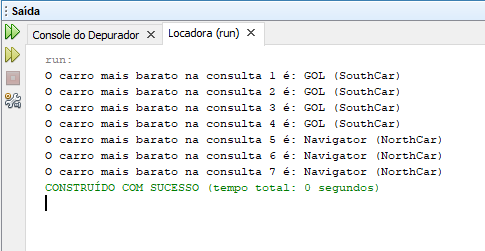 Saída
Console do Depurador
Locadora (run)
run:
O carro mais barato na consulta 1 é: GOL (SouthCar)
O carro mais barato na consulta 2 é: GOL (SouthCar)
O carro mais barato na consulta 3 é: GOL (SouthCar)
O carro mais barato na consulta 4 é: GOL (SouthCar)
O carro mais barato na consulta 5 é: Navigator (NorthCar)
O carro mais barato na consulta 6 é: Navigator (NorthCar)
O carro mais barato na consulta 7 é: Navigator (NorthCar)
CONSTRUÍDO COM SUCESSO (tempo total: 0 segundos)